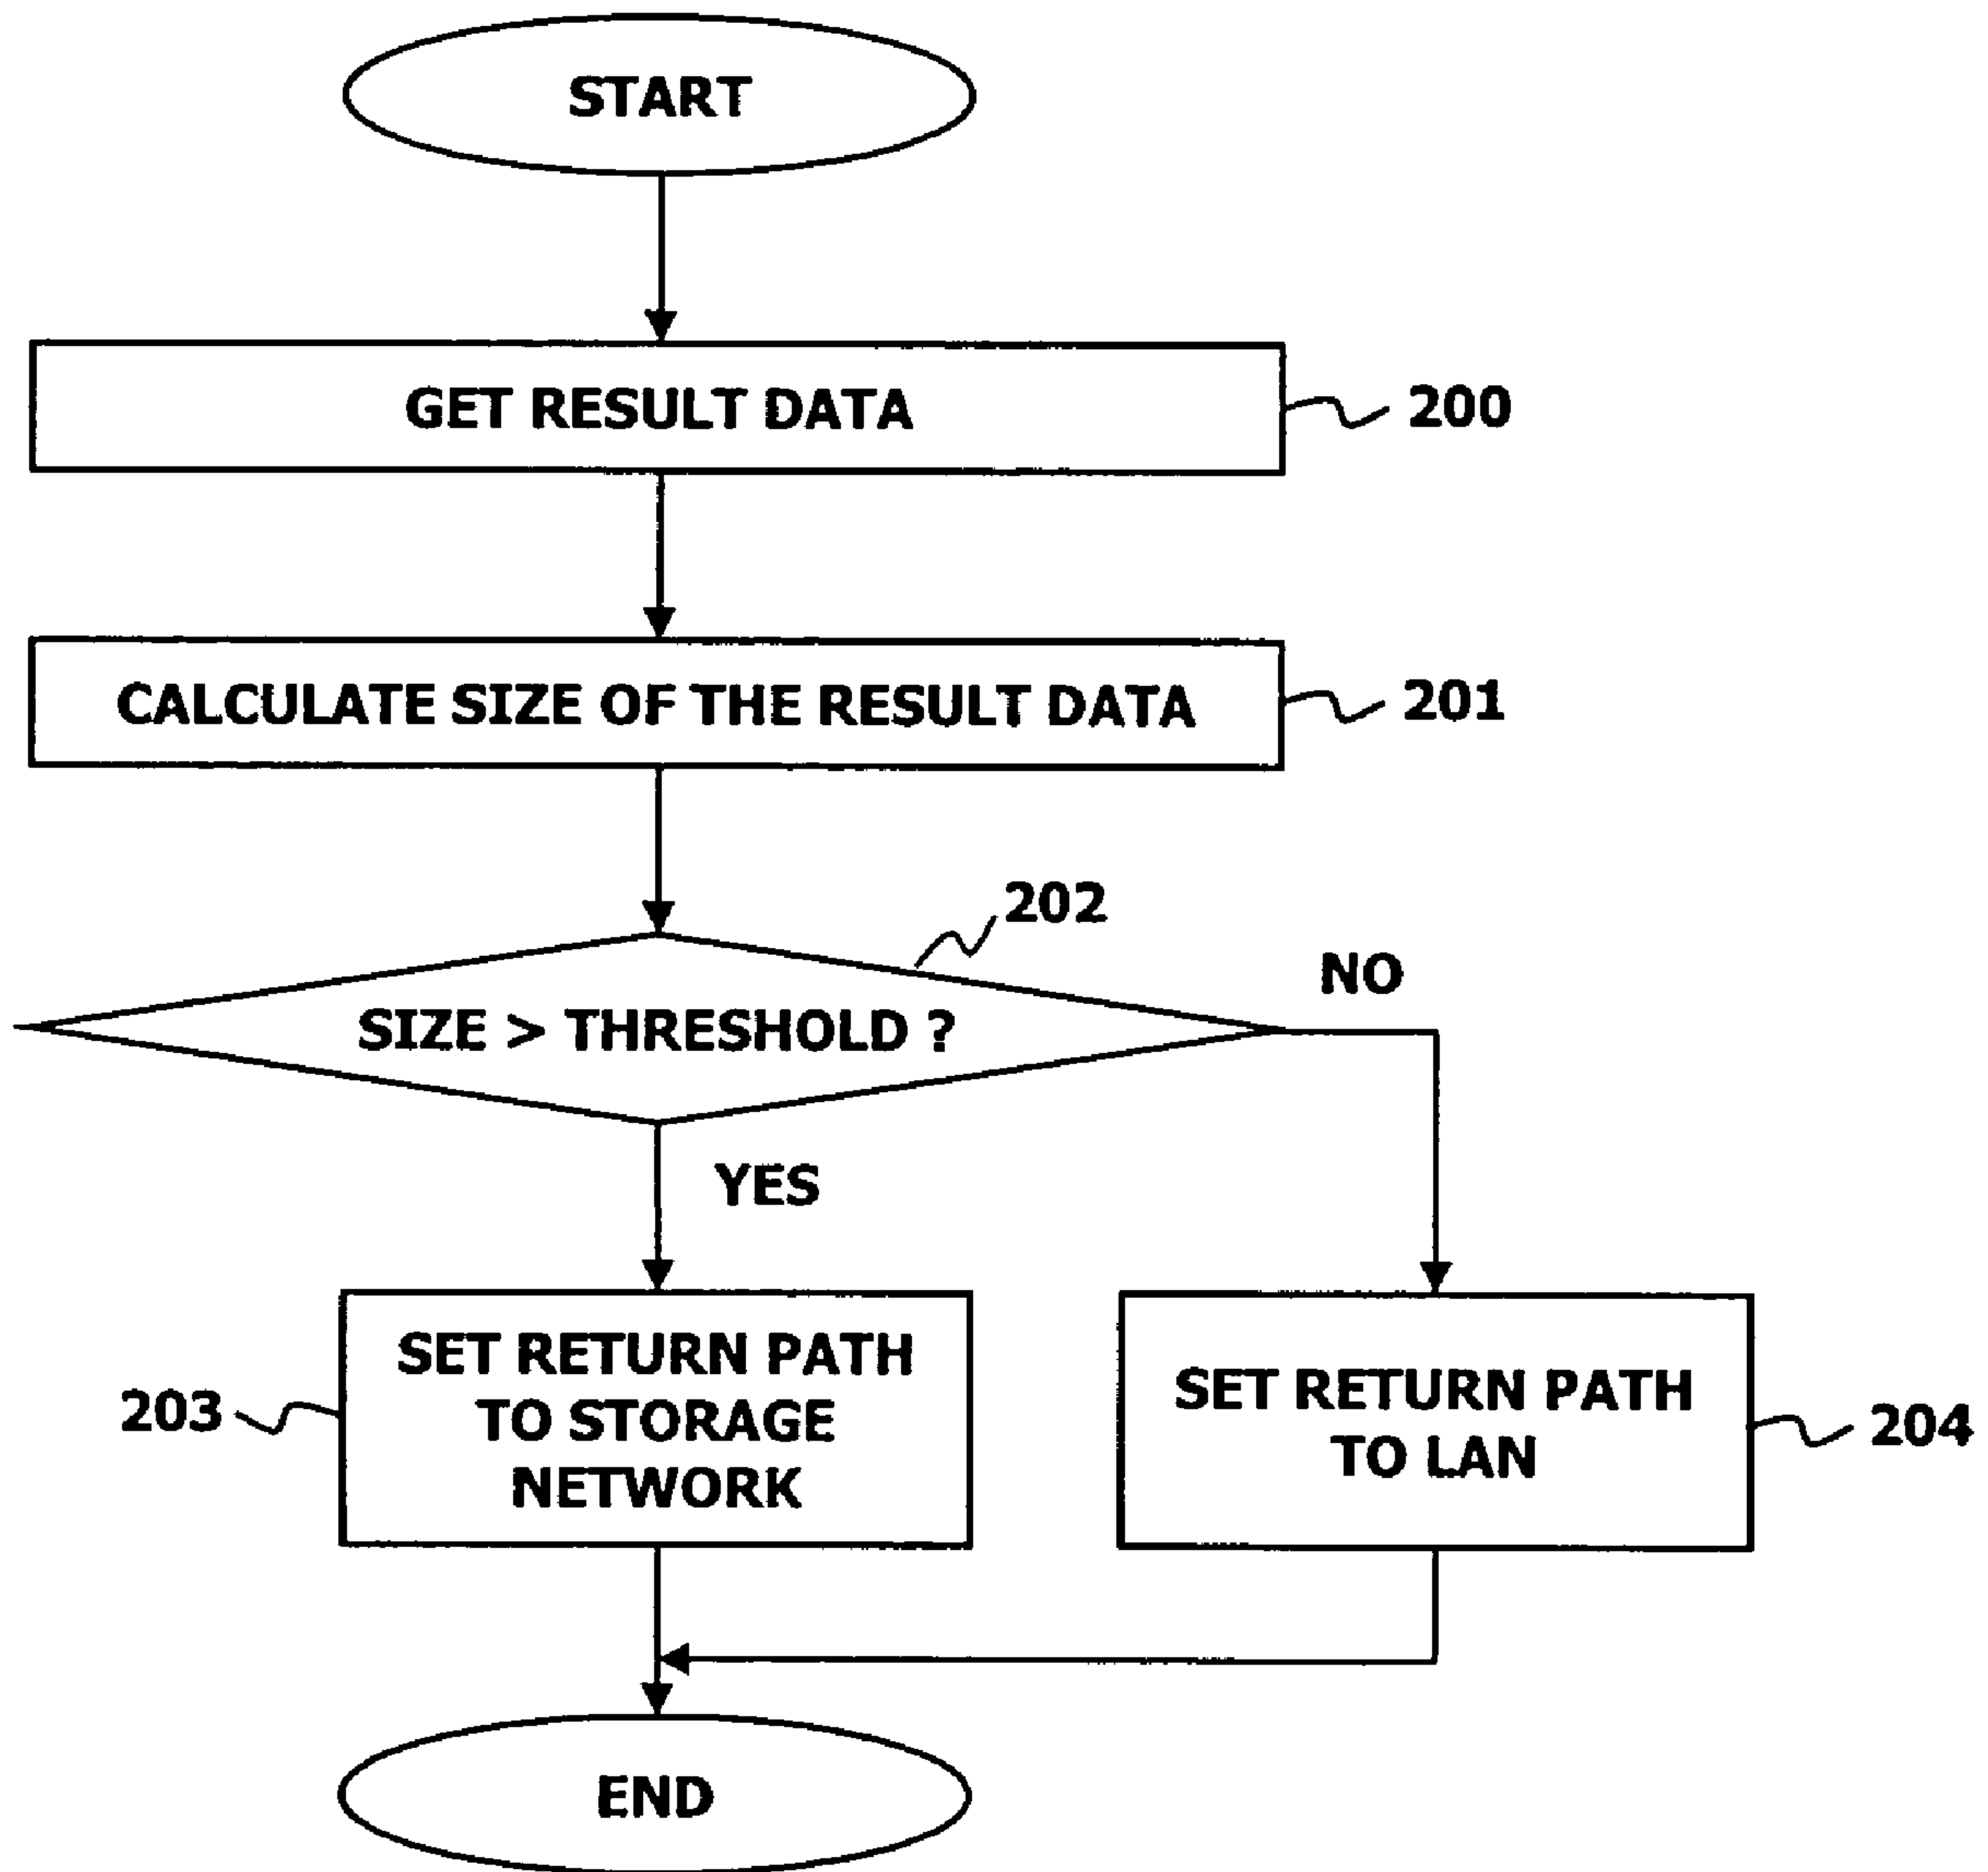 START
GET RESULT DATA
200
CALCULATE SIZE OF THE RESULT DATA
201
202
NO
SIZE > THRESHOLD ?
YES
SET RETURN PATH
TO STORAGE
NETWORK
203
SET RETURN PATH
TO LAN
204
END